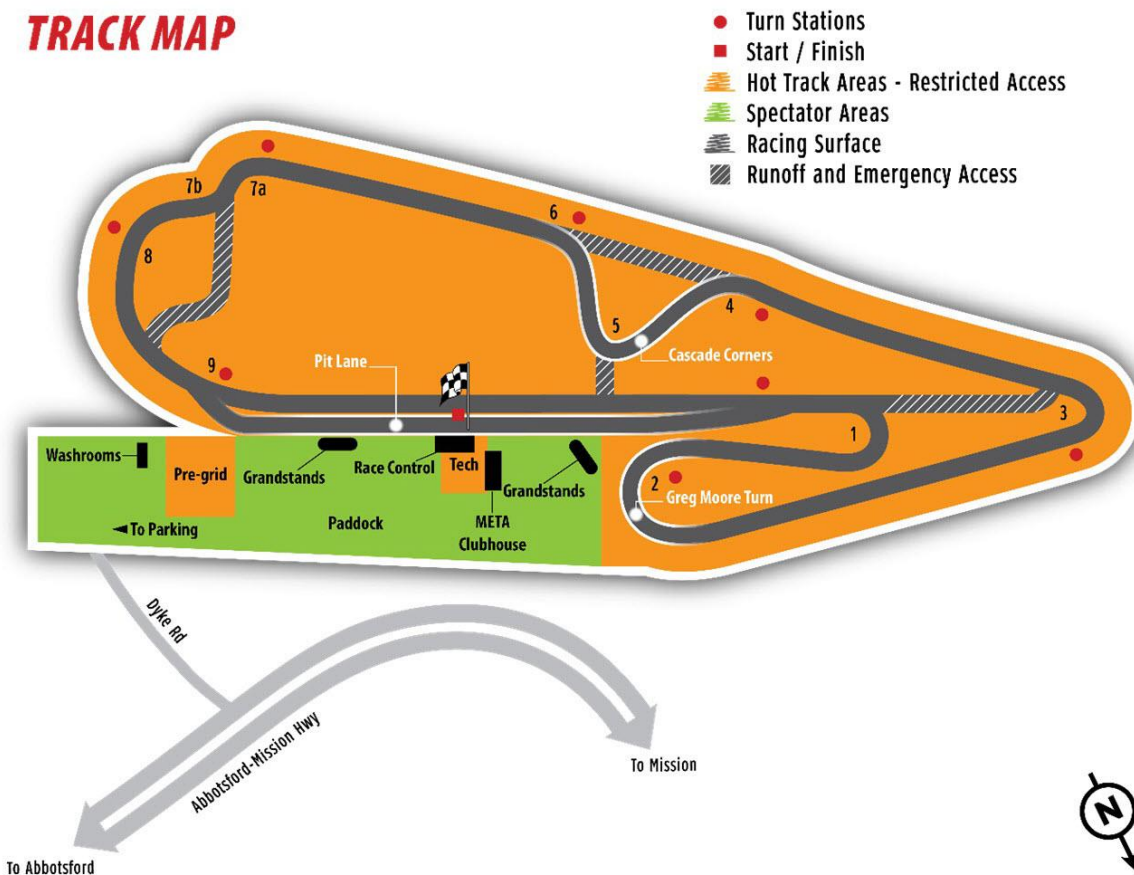 TRACK MAP
Turn Stations
Start / Finish
Hot Track Areas - Restricted Access
Spectator Areas
Racing Surface
Runoff and Emergency Access
7b
7a
6
8
4
5
Cascade Corners
9
Pit Lane
3
1
2
Greg Moore Turn
Washrooms
Pre-grid
Grandstands
Race Control
Tech
Grandstands
To Parking
Paddock
META
Clubhouse
Dyke Rd
Abbotsford-Mission Hwy
To Mission
To Abbotsford
N